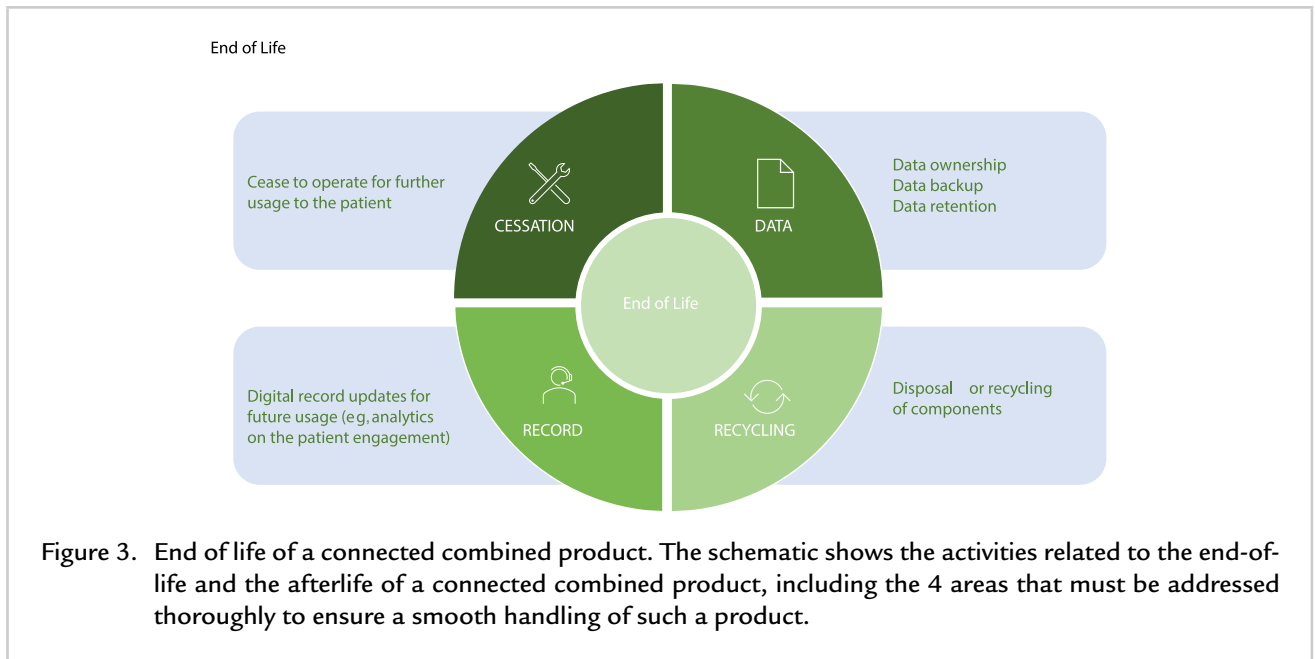 End of Life
Cease to operate for further
usage to the patient
CESSATION
DATA
Data ownership
Data backup
Data retention
End of Life
Digital record updates for
future usage (eg, analytics
on the patient engagement)
RECORD
RECYCLING
Disposal or recycling
of components
Figure 3. End of life of a connected combined product. The schematic shows the activities related to the end-of-
life and the afterlife of a connected combined product, including the 4 areas that must be addressed
thoroughly to ensure a smooth handling of such a product.